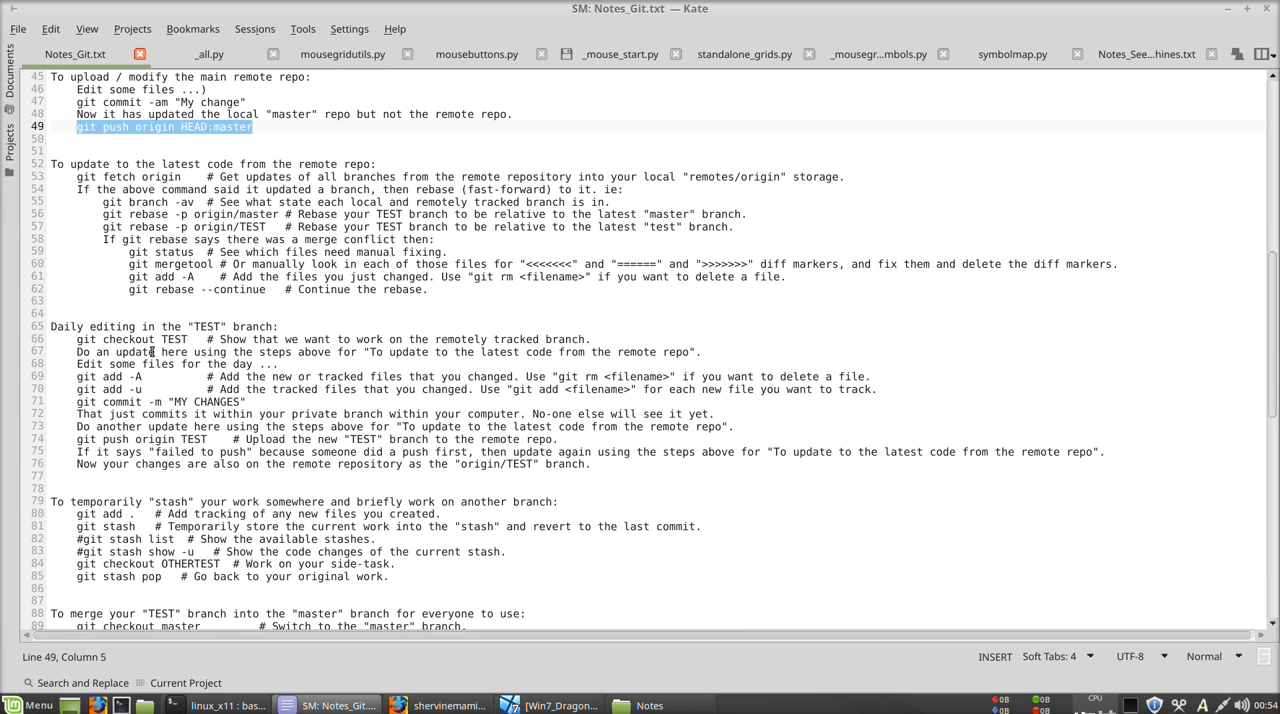 SM: Notes_Git.txt — Kate
File Edit View Projects Bookmarks Sessions Tools Settings Help
Notes_Git.txt _all.py mousegridutils.py mousebuttons.py _mouse_start.py standalone_grids.py _mousegr...mbols.py symbolmap.py Notes_See...hines.txt
Documents
Projects
45 To upload / modify the main remote repo:
46 Edit some files ...)
47 git commit -am "My change"
48 Now it has updated the local "master" repo but not the remote repo.
49 git push origin HEAD:master
50
51
52 To update to the latest code from the remote repo:
53 git fetch origin # Get updates of all branches from the remote repository into your local "remotes/origin" storage.
54 If the above command said it updated a branch, then rebase (fast-forward) to it. ie:
55 git branch -av # See what state each local and remotely tracked branch is in.
56 git rebase -p origin/master # Rebase your TEST branch to be relative to the latest "master" branch.
57 git rebase -p origin/TEST # Rebase your TEST branch to be relative to the latest "test" branch.
58 If git rebase says there was a merge conflict then:
59 git status # See which files need manual fixing.
60 git mergetool # Or manually look in each of those files for "<<<<<<<" and "======" and ">>>>>>>" diff markers, and fix them and delete the diff markers.
61 git add -A # Add the files you just changed. Use "git rm <filename>" if you want to delete a file.
62 git rebase --continue # Continue the rebase.
63
64
65 Daily editing in the "TEST" branch:
66 git checkout TEST # Show that we want to work on the remotely tracked branch.
67 Do an update here using the steps above for "To update to the latest code from the remote repo".
68 Edit some files for the day ...
69 git add -A # Add the new or tracked files that you changed. Use "git rm <filename>" if you want to delete a file.
70 git add -u # Add the tracked files that you changed. Use "git add <filename>" for each new file you want to track.
71 git commit -m "MY CHANGES"
72 That just commits it within your private branch within your computer. No-one else will see it yet.
73 Do another update here using the steps above for "To update to the latest code from the remote repo".
74 git push origin TEST # Upload the new "TEST" branch to the remote repo.
75 If it says "failed to push" because someone did a push first, then update again using the steps above for "To update to the latest code from the remote repo".
76 Now your changes are also on the remote repository as the "origin/TEST" branch.
77
78
79 To temporarily "stash" your work somewhere and briefly work on another branch:
80 git add . # Add tracking of any new files you created.
81 git stash # Temporarily store the current work into the "stash" and revert to the last commit.
82 #git stash list # Show the available stashes.
83 #git stash show -u # Show the code changes of the current stash.
84 git checkout OTHERTEST # Work on your side-task.
85 git stash pop # Go back to your original work.
86
87
88 To merge your "TEST" branch into the "master" branch for everyone to use:
89 git checkout master # Switch to the "master" branch.
Line 49, Column 5 INSERT Soft Tabs: 4 UTF-8 Normal
Search and Replace Current Project
Menu linux_x11 : bas... SM: Notes_Git.... shervinemami... [Win7_Dragon... Notes 0B 0B 0B 0B CPU A 00:54